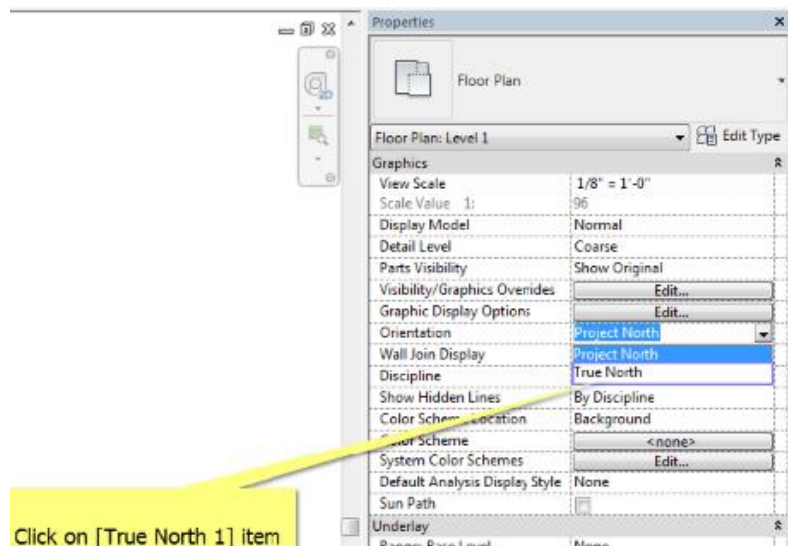 Properties
2D
Floor Plan
Floor Plan: Level 1
Edit Type
Graphics
View Scale 1/8" = 1'-0"
Scale Value 1: 96
Display Model Normal
Detail Level Coarse
Parts Visibility Show Original
Visibility/Graphics Overrides Edit...
Graphic Display Options Edit...
Orientation Project North
Wall Join Display Project North
Discipline True North
Show Hidden Lines By Discipline
Color Scheme Location Background
Color Scheme <none>
System Color Schemes Edit...
Default Analysis Display Style None
Sun Path
Underlay
Range: Base Level None
Click on [True North 1] item